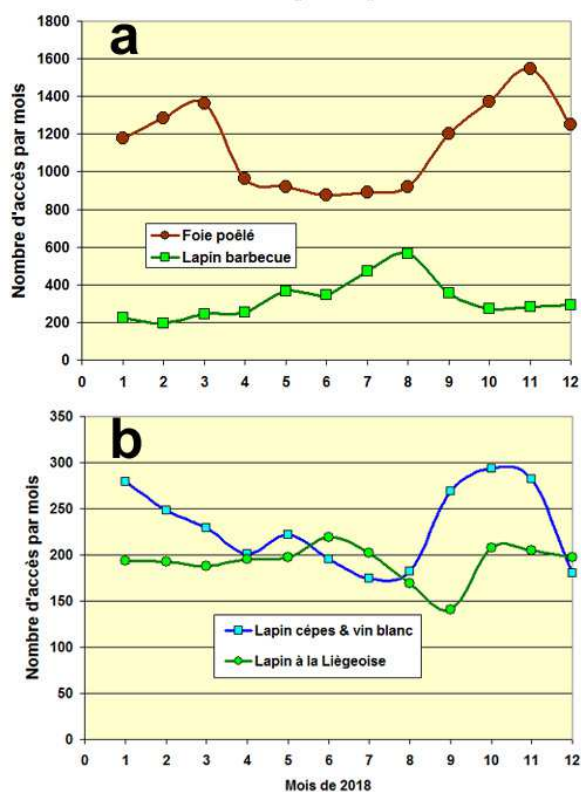 a
1800
1600
1400
1200
1000
800
600
400
200
0
Nombre d'accès par mois
Foie poêlé
Lapin barbecue
0 1 2 3 4 5 6 7 8 9 10 11 12
b
350
300
250
200
150
100
50
0
Nombre d'accès par mois
Lapin cépes & vin blanc
Lapin à la Liègeoise
0 1 2 3 4 5 6 7 8 9 10 11 12
Mois de 2018